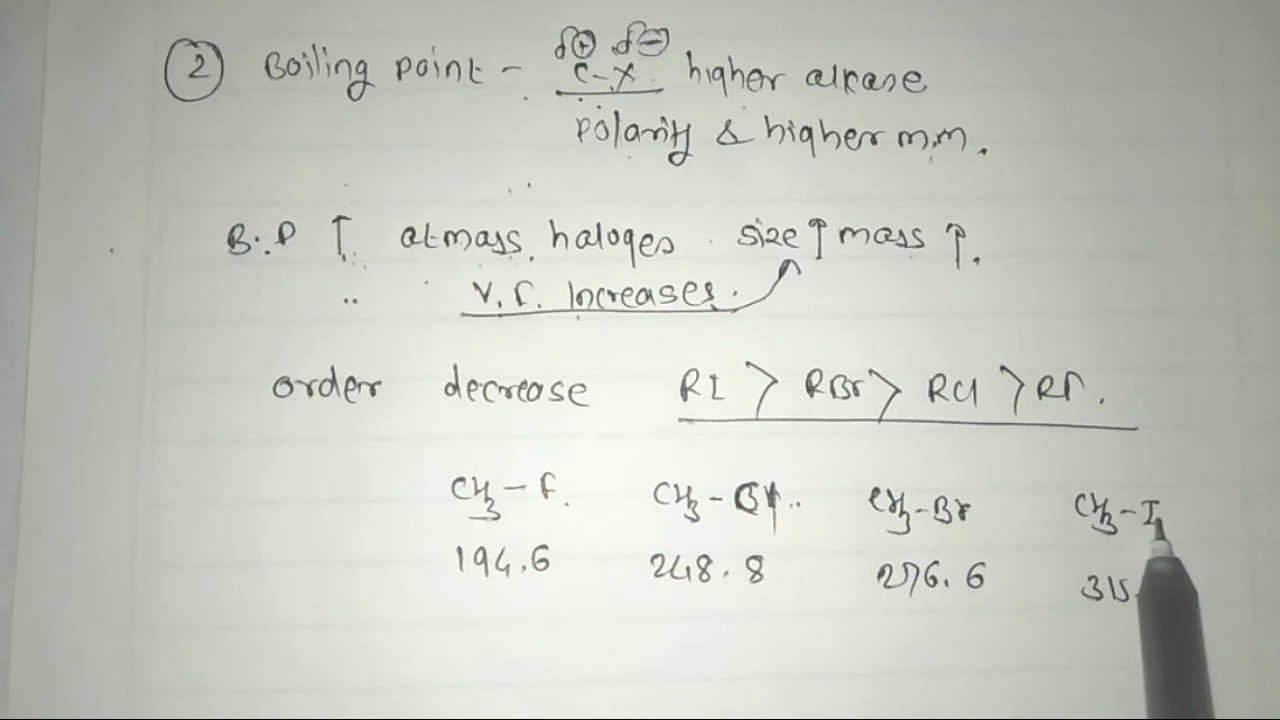 ② Boiling point - δ⊕ δ⊖
C-X higher alkane
polarity & higher m.m.
B.P ↑ at mass haloges size ↑ mass ↑.
V.F. Increases.
order decrease RI > RBr > RCl > RF.
CH3 - F. CH3 - Cl .. CH3 - Br CH3 - I
194.6 248.8 276.6 315.